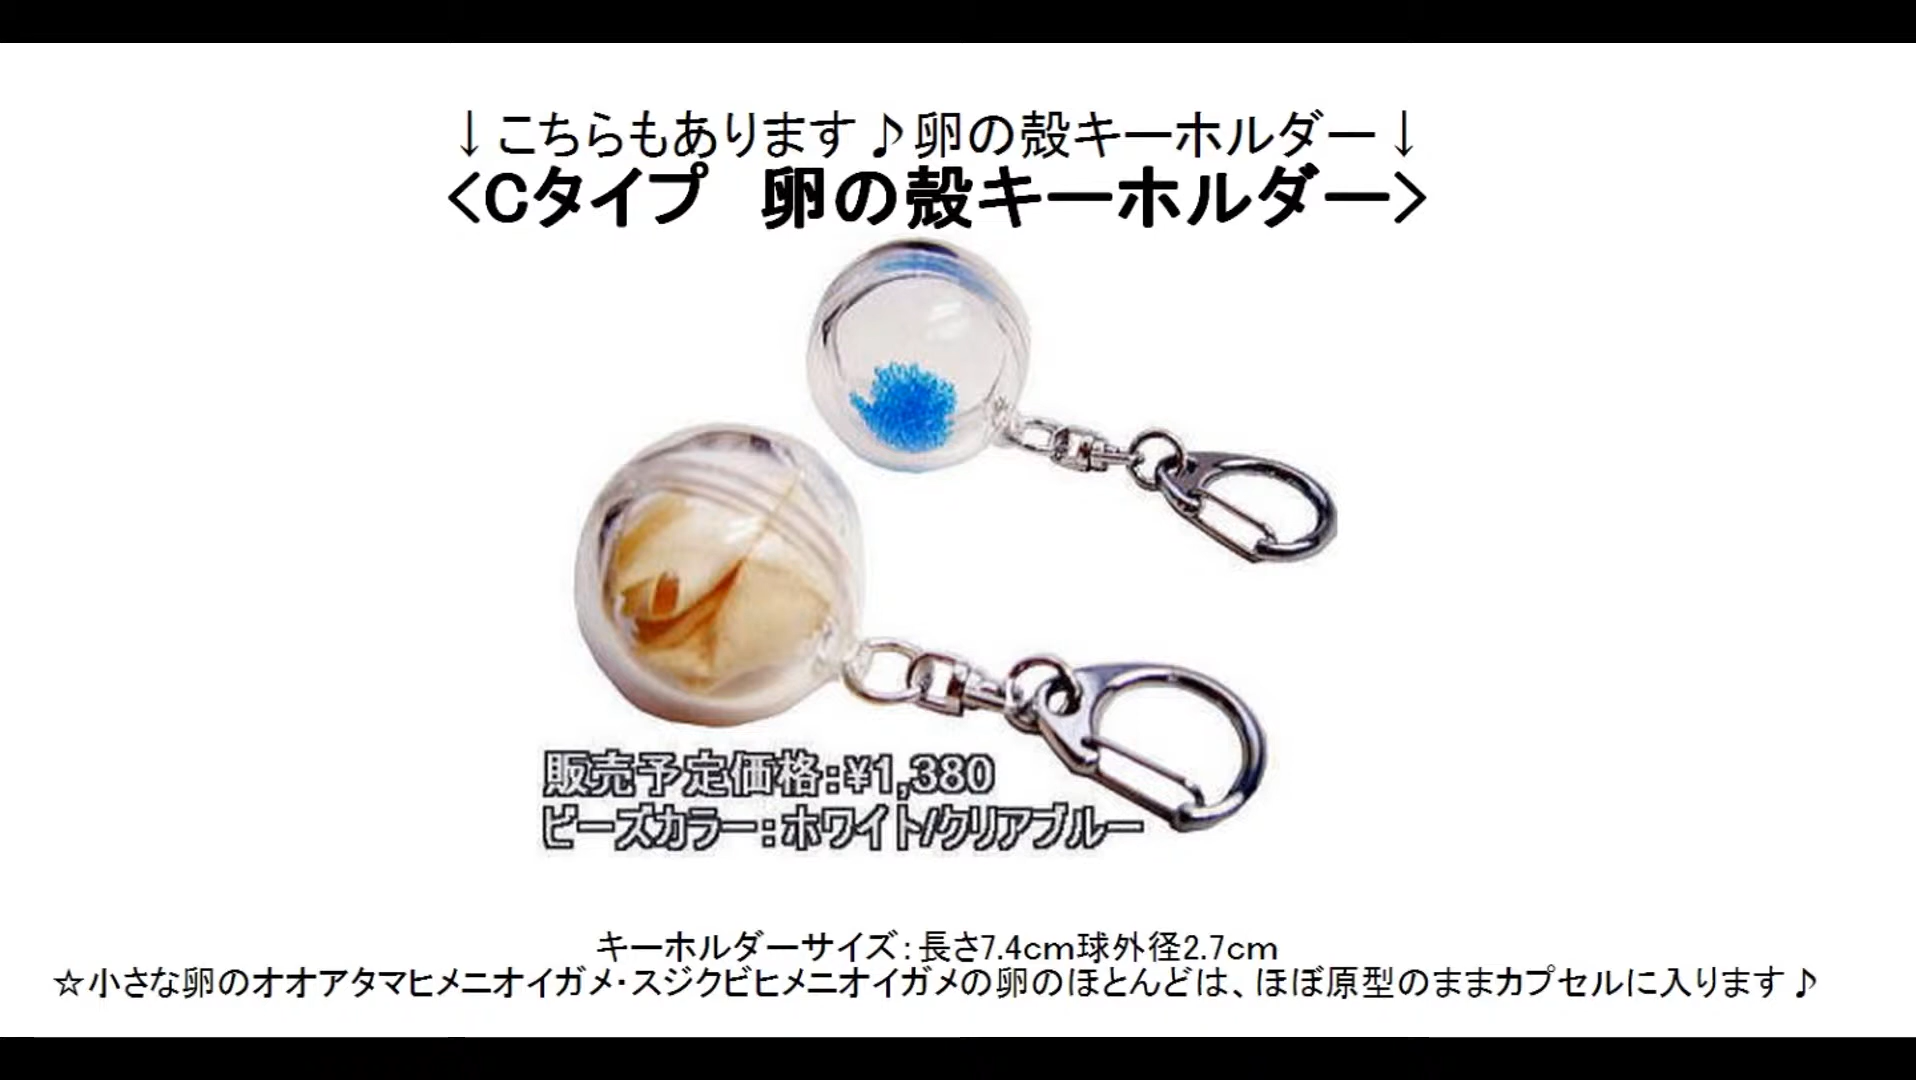 ↓こちらもあります♪卵の殻キーホルダー↓
<Cタイプ　卵の殻キーホルダー>
販売予定価格:¥1,380
ビーズカラー:ホワイト/クリアブルー
キーホルダーサイズ:長さ7.4cm球外径2.7cm
☆小さな卵のオオアタマヒメニオイガメ・スジクビヒメニオイガメの卵のほとんどは、ほぼ原型のままカプセルに入ります♪